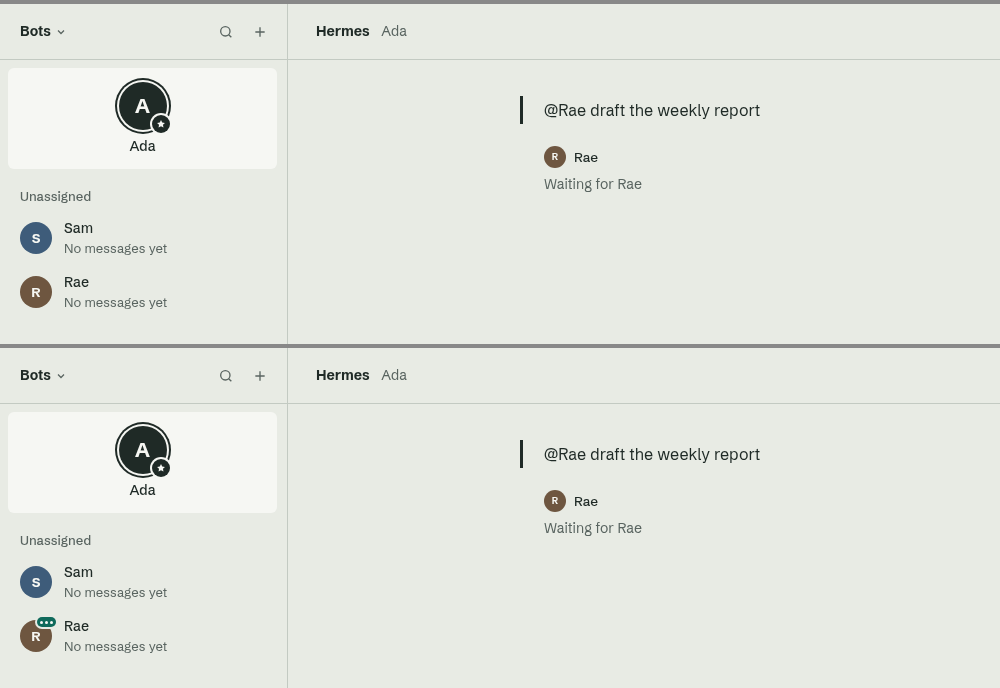 Bots
Hermes Ada
A
Ada
@Rae draft the weekly report
R Rae
Waiting for Rae
Unassigned
S
Sam
No messages yet
R
Rae
No messages yet
Bots
Hermes Ada
A
Ada
@Rae draft the weekly report
R Rae
Waiting for Rae
Unassigned
S
Sam
No messages yet
R
Rae
No messages yet